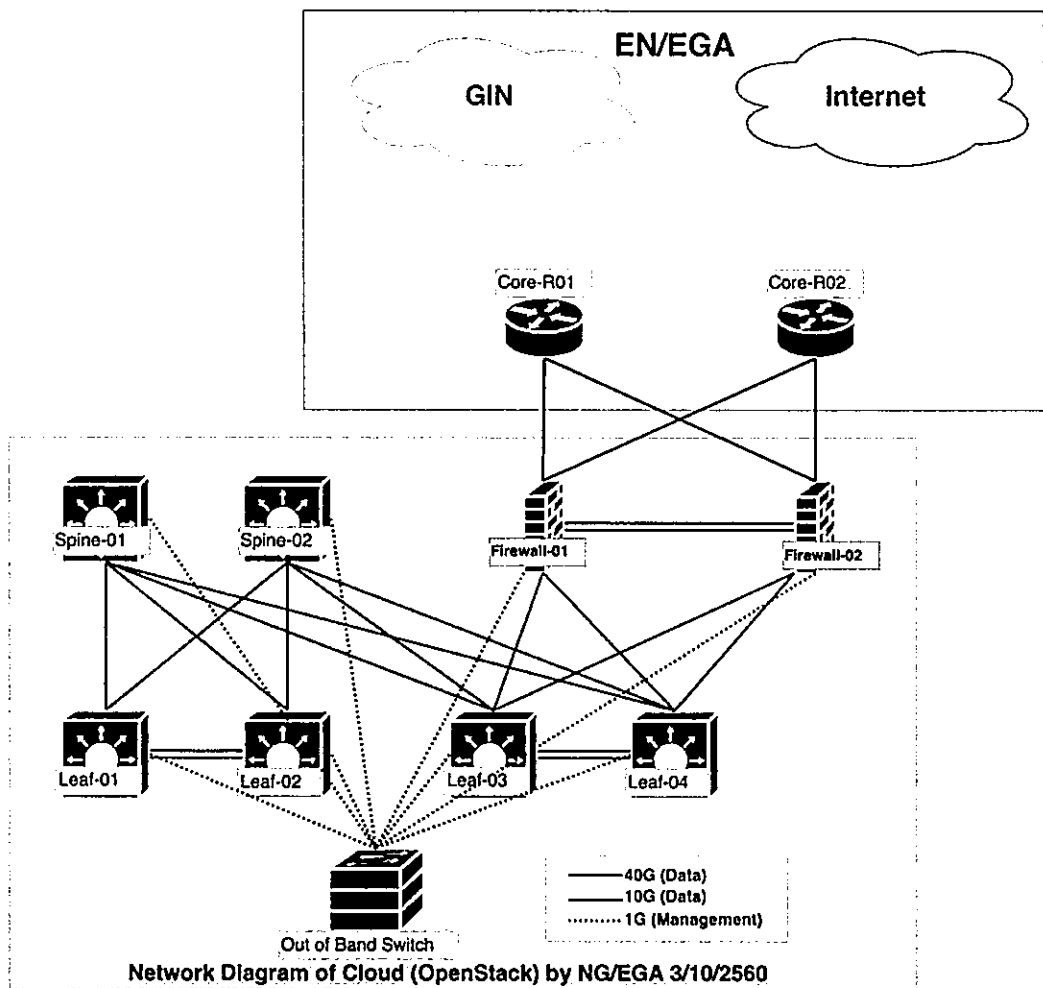 EN/EGA
GIN
Internet
Core-R01
Core-R02
Spine-01
Spine-02
Firewall-01
Firewall-02
Leaf-01
Leaf-02
Leaf-03
Leaf-04
40G (Data)
10G (Data)
1G (Management)
Out of Band Switch
Network Diagram of Cloud (OpenStack) by NG/EGA 3/10/2560